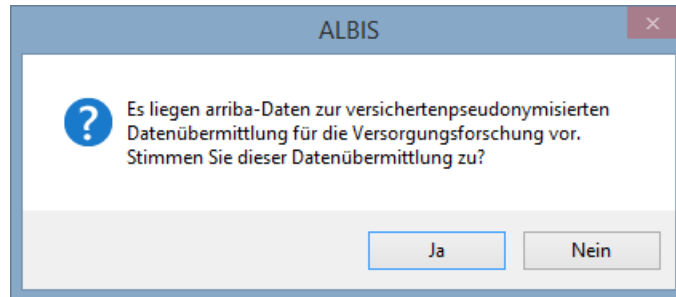 ALBIS
Es liegen arriba-Daten zur versichertenpseudonymisierten
Datenübermittlung für die Versorgungsforschung vor.
Stimmen Sie dieser Datenübermittlung zu?
Ja
Nein